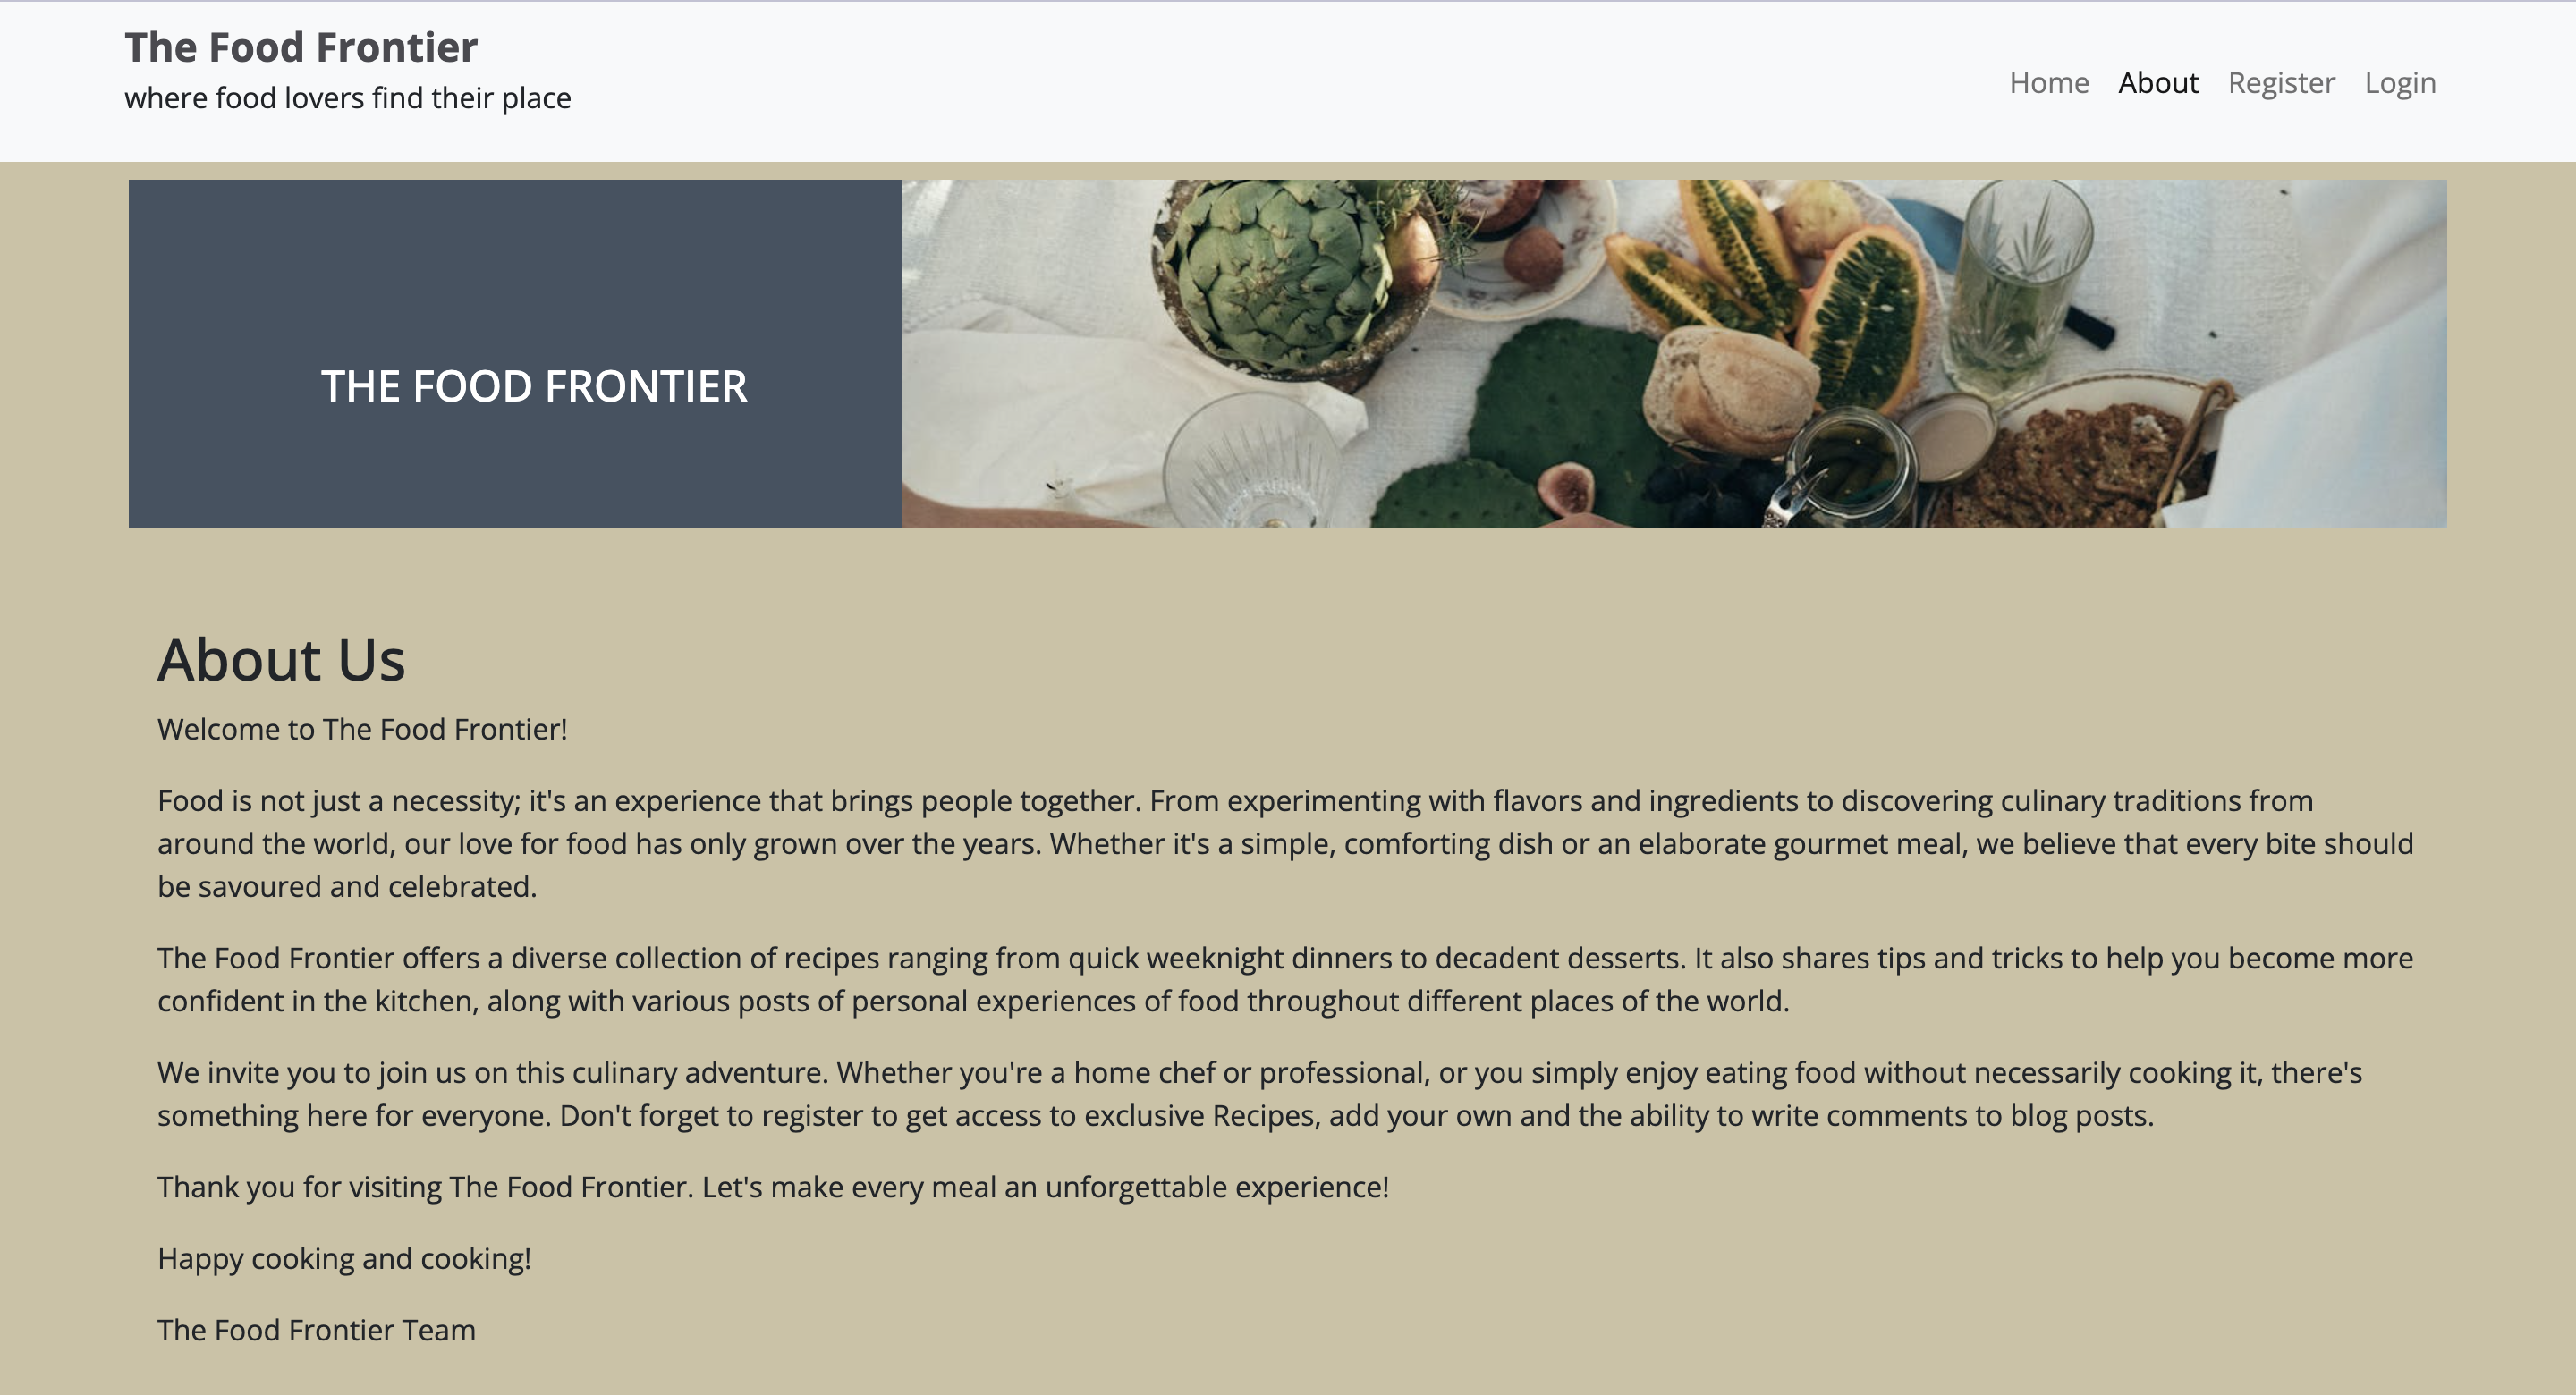 The Food Frontier
where food lovers find their place
Home About Register Login
THE FOOD FRONTIER
About Us
Welcome to The Food Frontier!
Food is not just a necessity; it's an experience that brings people together. From experimenting with flavors and ingredients to discovering culinary traditions from
around the world, our love for food has only grown over the years. Whether it's a simple, comforting dish or an elaborate gourmet meal, we believe that every bite should
be savoured and celebrated.
The Food Frontier offers a diverse collection of recipes ranging from quick weeknight dinners to decadent desserts. It also shares tips and tricks to help you become more
confident in the kitchen, along with various posts of personal experiences of food throughout different places of the world.
We invite you to join us on this culinary adventure. Whether you're a home chef or professional, or you simply enjoy eating food without necessarily cooking it, there's
something here for everyone. Don't forget to register to get access to exclusive Recipes, add your own and the ability to write comments to blog posts.
Thank you for visiting The Food Frontier. Let's make every meal an unforgettable experience!
Happy cooking and cooking!
The Food Frontier Team